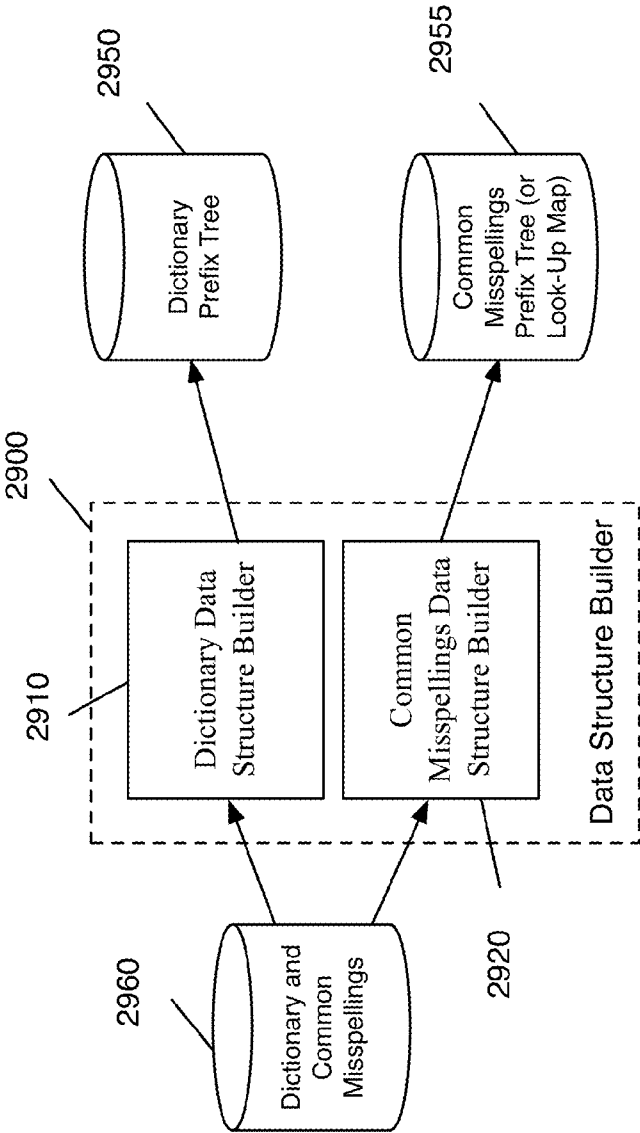 2960
Dictionary and
Common
Misspellings
2910
2900
Dictionary Data
Structure Builder
Common
Misspellings Data
Structure Builder
2920
Data Structure Builder
2950
Dictionary
Prefix Tree
2955
Common
Misspellings
Prefix Tree (or
Look-Up Map)